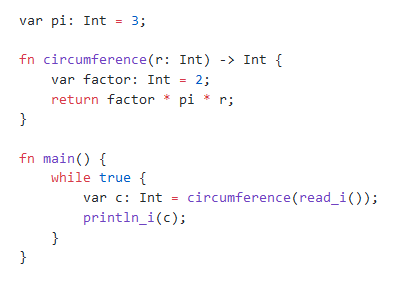 var pi: Int = 3;
fn circumference(r: Int) -> Int {
    var factor: Int = 2;
    return factor * pi * r;
}
fn main() {
    while true {
        var c: Int = circumference(read_i());
        println_i(c);
    }
}